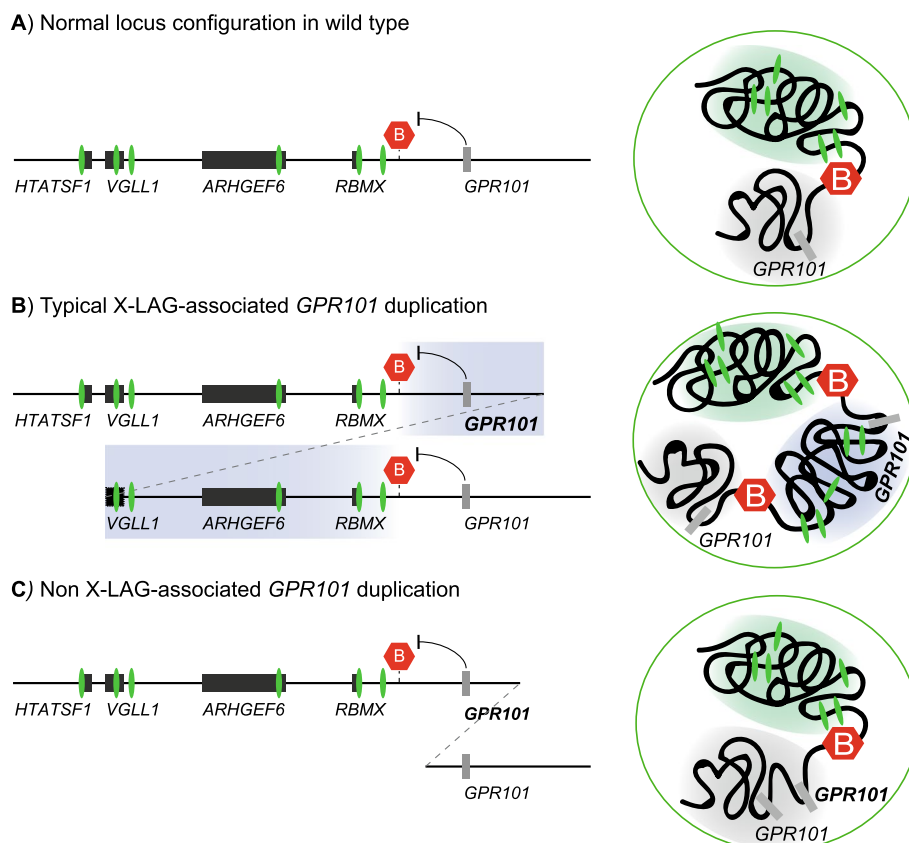 A) Normal locus configuration in wild type
B
HTATSF1 VGLL1 ARHGEF6 RBMX GPR101
B
GPR101
B) Typical X-LAG-associated GPR101 duplication
B
HTATSF1 VGLL1 ARHGEF6 RBMX GPR101
B
VGLL1 ARHGEF6 RBMX GPR101
B
GPR101
B
GPR101
C) Non X-LAG-associated GPR101 duplication
B
HTATSF1 VGLL1 ARHGEF6 RBMX GPR101
GPR101
B
GPR101
GPR101